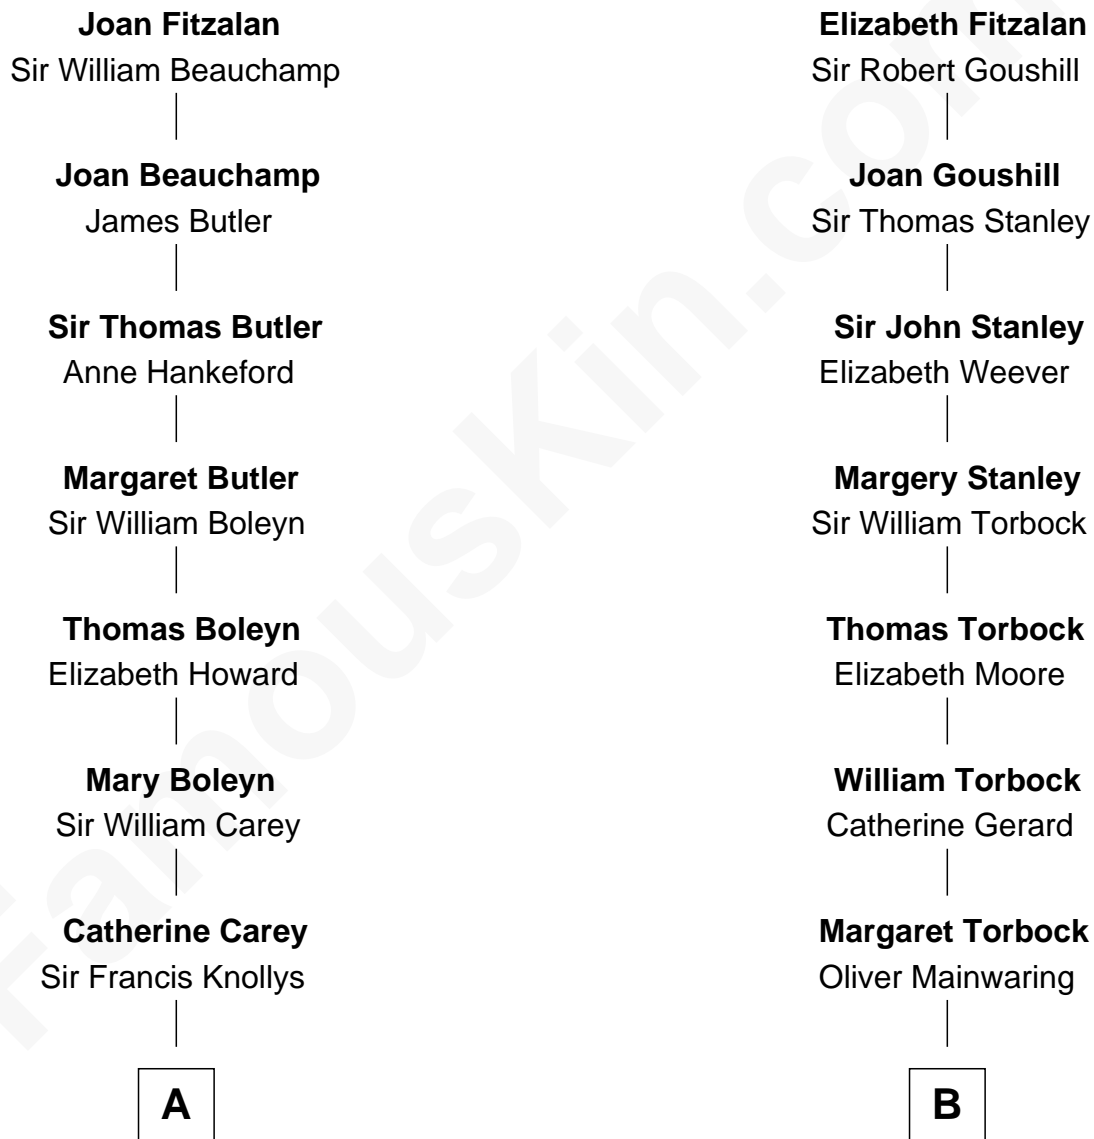 Joan Fitzalan
Sir William Beauchamp
Joan Beauchamp
James Butler
Sir Thomas Butler
Anne Hankeford
Margaret Butler
Sir William Boleyn
Thomas Boleyn
Elizabeth Howard
Mary Boleyn
Sir William Carey
Catherine Carey
Sir Francis Knollys
A
Elizabeth Fitzalan
Sir Robert Goushill
Joan Goushill
Sir Thomas Stanley
Sir John Stanley
Elizabeth Weever
Margery Stanley
Sir William Torbock
Thomas Torbock
Elizabeth Moore
William Torbock
Catherine Gerard
Margaret Torbock
Oliver Mainwaring
B
FamousKin.com